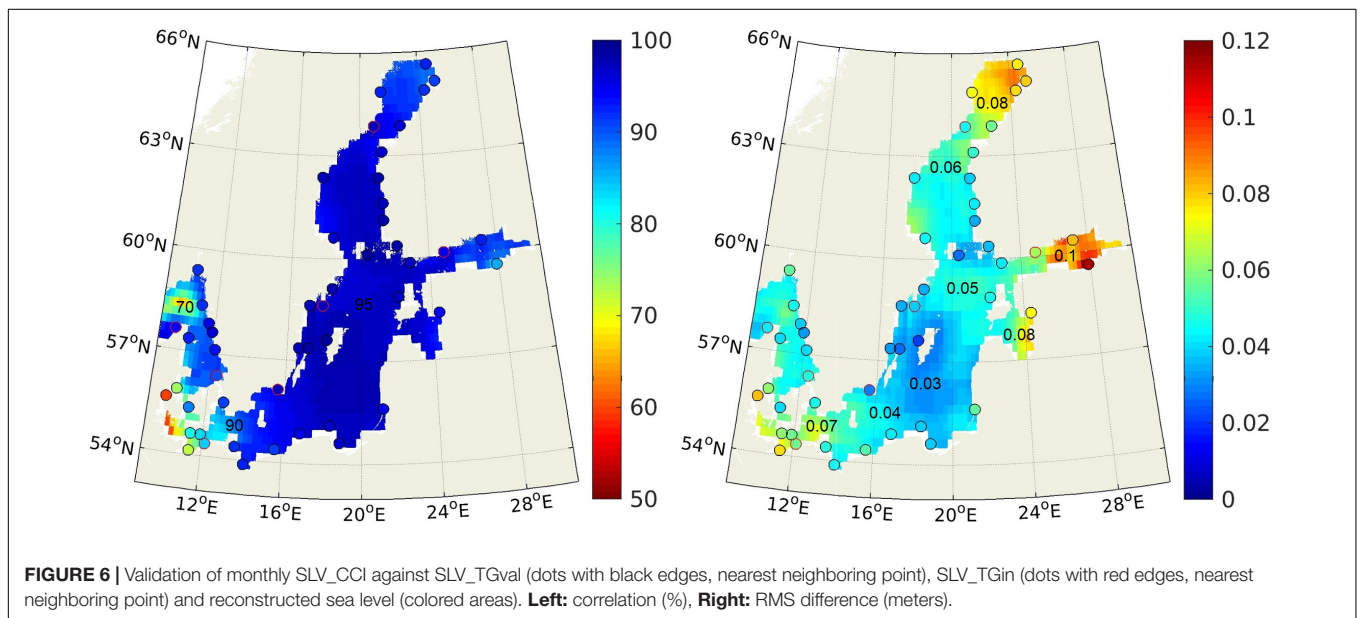 66°N
63°N
60°N
57°N
54°N
12°E
16°E
20°E
24°E
28°E
70
95
90
100
90
80
70
60
50
66°N
63°N
60°N
57°N
54°N
12°E
16°E
20°E
24°E
28°E
0.08
0.06
0.1
0.05
0.08
0.03
0.04
0.07
0.12
0.1
0.08
0.06
0.04
0.02
0
FIGURE 6 | Validation of monthly SLV_CCI against SLV_TGval (dots with black edges, nearest neighboring point), SLV_TGin (dots with red edges, nearest
neighboring point) and reconstructed sea level (colored areas). Left: correlation (%), Right: RMS difference (meters).